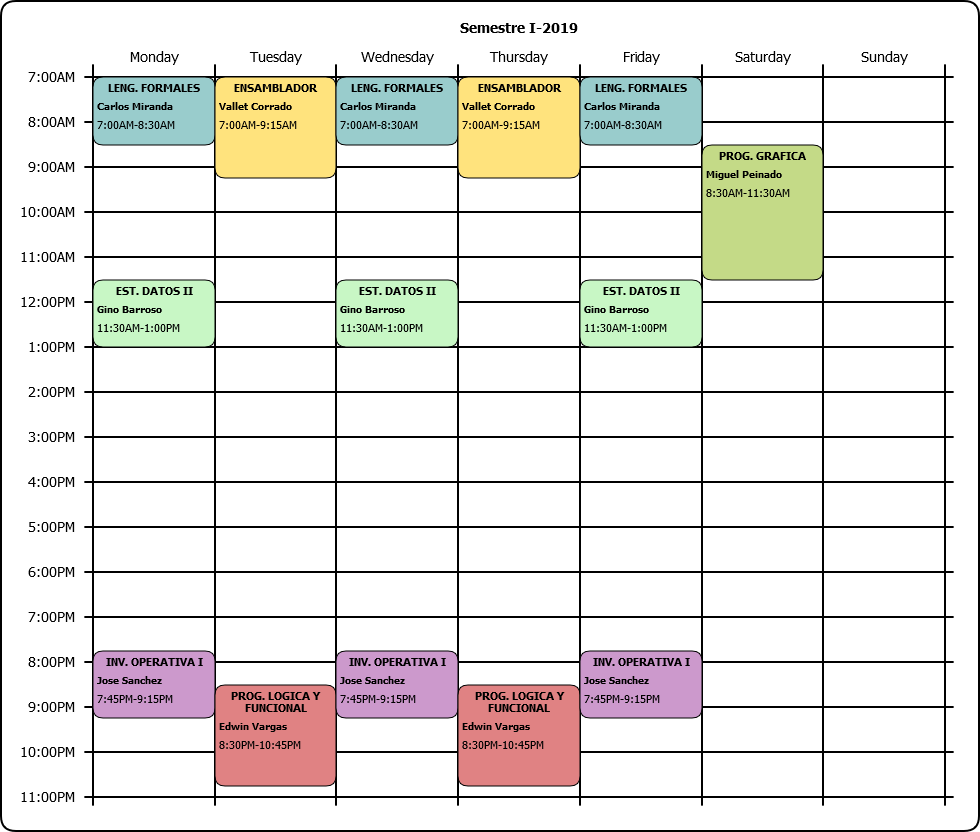 Semestre I-2019
Monday Tuesday Wednesday Thursday Friday Saturday Sunday
7:00AM
LENG. FORMALES
Carlos Miranda
7:00AM-8:30AM
ENSAMBLADOR
Vallet Corrado
7:00AM-9:15AM
LENG. FORMALES
Carlos Miranda
7:00AM-8:30AM
ENSAMBLADOR
Vallet Corrado
7:00AM-9:15AM
LENG. FORMALES
Carlos Miranda
7:00AM-8:30AM
8:00AM
PROG. GRAFICA
Miguel Peinado
8:30AM-11:30AM
9:00AM
10:00AM
11:00AM
EST. DATOS II
Gino Barroso
11:30AM-1:00PM
EST. DATOS II
Gino Barroso
11:30AM-1:00PM
EST. DATOS II
Gino Barroso
11:30AM-1:00PM
12:00PM
1:00PM
2:00PM
3:00PM
4:00PM
5:00PM
6:00PM
7:00PM
INV. OPERATIVA I
Jose Sanchez
7:45PM-9:15PM
INV. OPERATIVA I
Jose Sanchez
7:45PM-9:15PM
INV. OPERATIVA I
Jose Sanchez
7:45PM-9:15PM
8:00PM
PROG. LOGICA Y
FUNCIONAL
Edwin Vargas
8:30PM-10:45PM
PROG. LOGICA Y
FUNCIONAL
Edwin Vargas
8:30PM-10:45PM
9:00PM
10:00PM
11:00PM